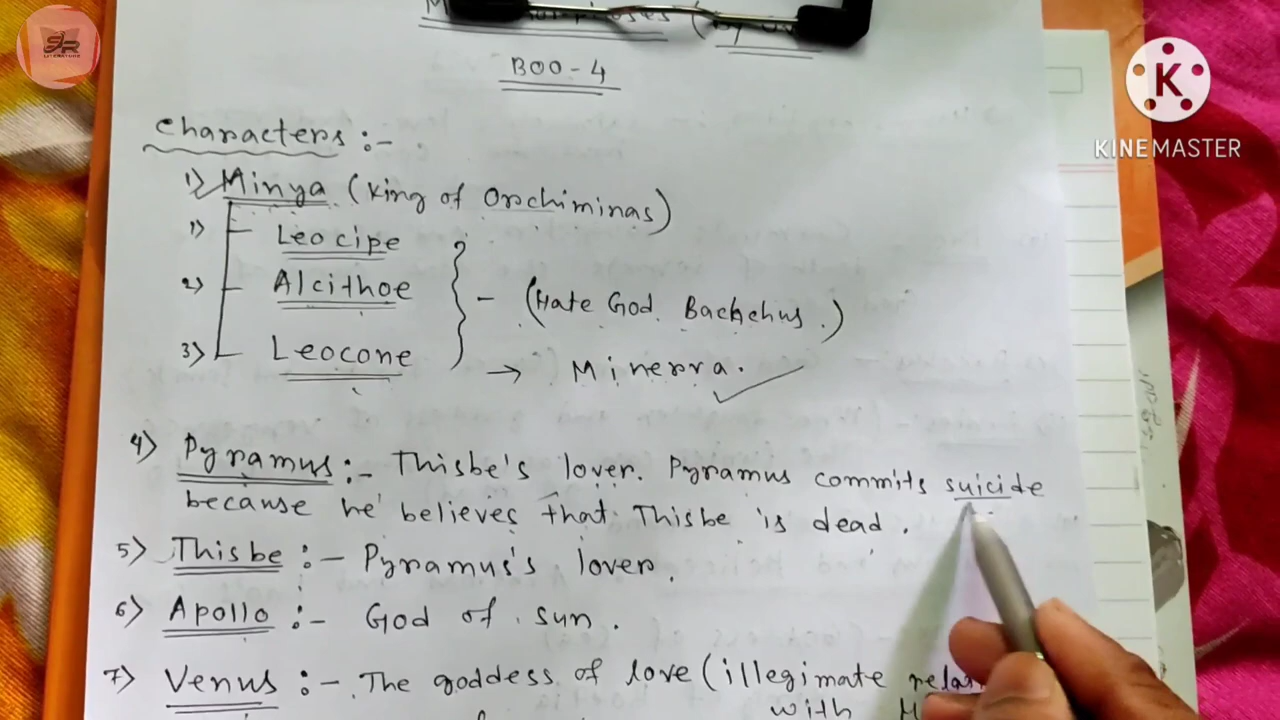 SR
LITERATURE
BOO-4
K
KINEMASTER
Characters :-
1) Minya (King of Orchiminas)
1) Leocipe
2) Alcithoe - (Hate God Bachchus.)
3) Leocone → Minerva.
4) Pyramus :- Thisbe's lover. Pyramus commits suicide
because he believes that Thisbe is dead.
5) Thisbe :- Pyramus's lover.
6) Apollo :- God of sun.
7) Venus :- The goddess of love (illegimate
with